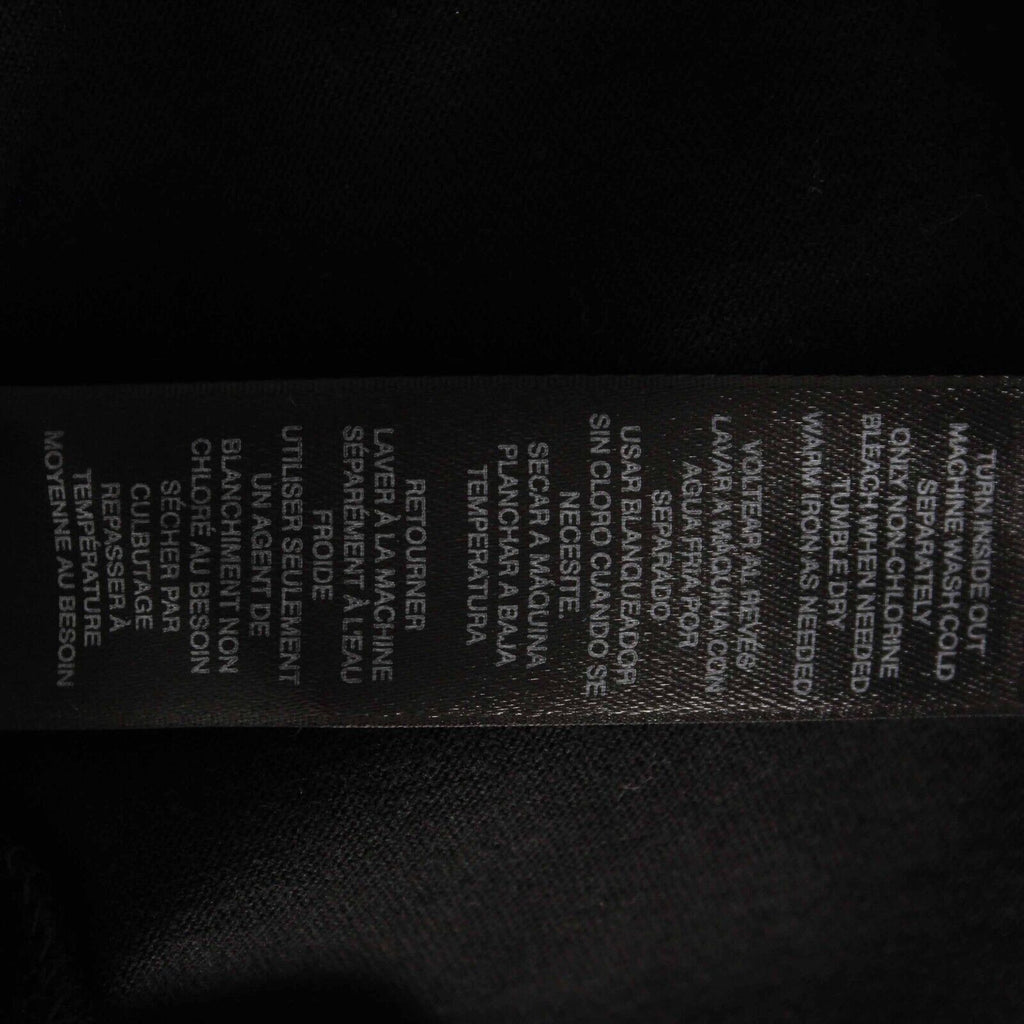 TURN INSIDE OUT
MACHINE WASH COLD
SEPARATELY
ONLY NON-CHLORINE
BLEACH WHEN NEEDED
TUMBLE DRY
WARM IRON AS NEEDED
VOLTEAR AL REVES
LAVAR A MÁQUINA CON
AGUA FRIA POR
SEPARADO
USAR BLANQUEADOR
SIN CLORO CUANDO SE
NECESITE.
SECAR A MÁQUINA
PLANCHAR A BAJA
TEMPERATURA
RETOURNER
LAVER À LA MACHINE
SÉPARÉMENT À L'EAU
FROIDE
UTILISER SEULEMENT
UN AGENT DE
BLANCHIMENT NON
CHLORÉ AU BESOIN
SÉCHER PAR
CULBUTAGE
REPASSER À
TEMPÉRATURE
MOYENNE AU BESOIN